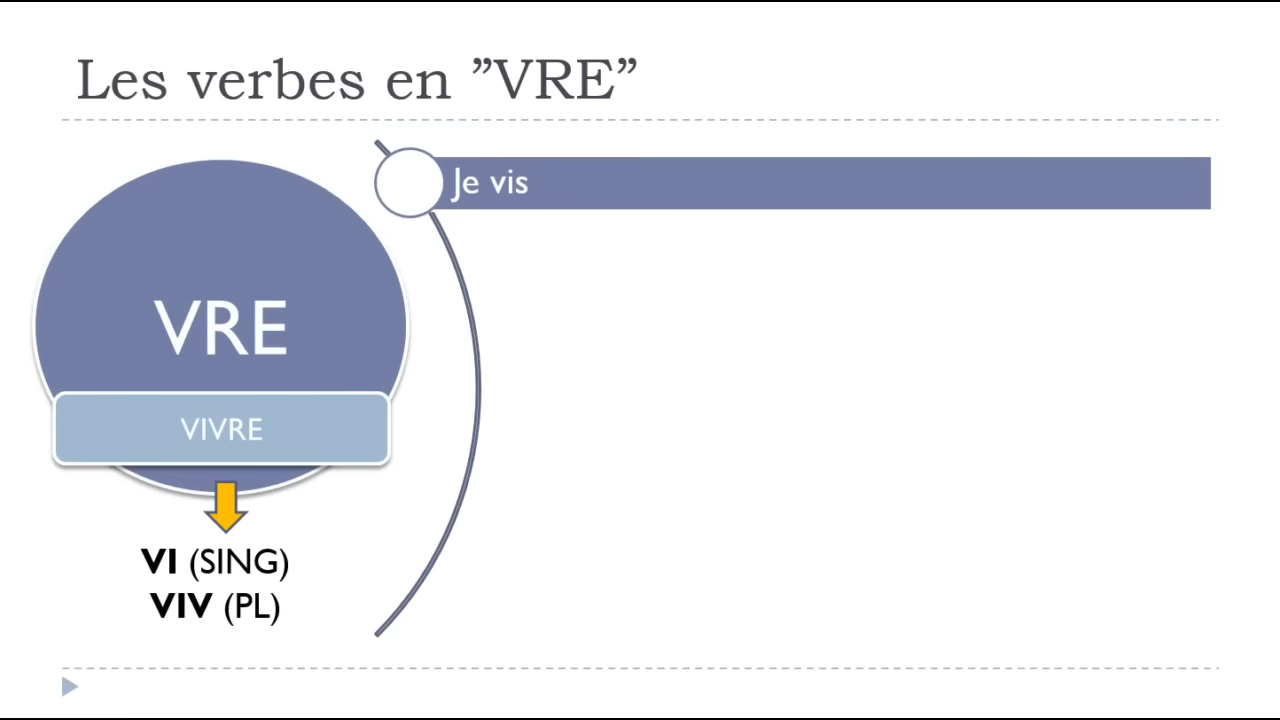 Les verbes en ”VRE”
Je vis
VRE
VIVRE
VI (SING)
VIV (PL)